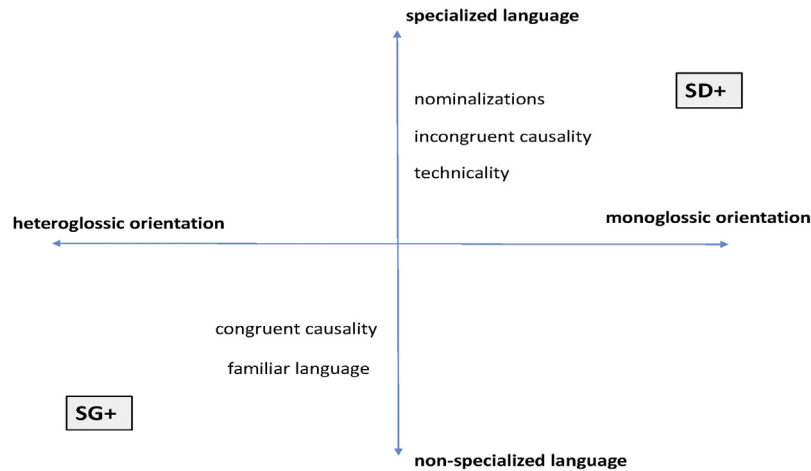 specialized language
nominalizations
SD+
incongruent causality
technicality
heteroglossic orientation
monoglossic orientation
congruent causality
familiar language
SG+
non-specialized language